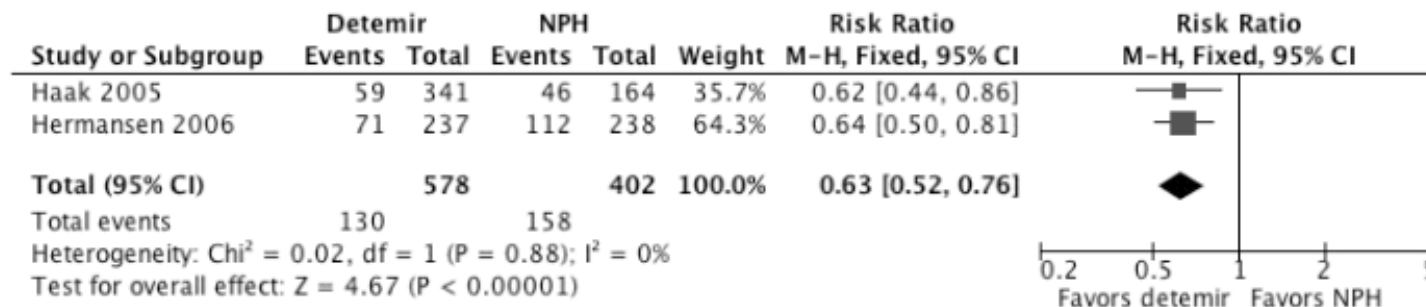 Detemir NPH Risk Ratio Risk Ratio
Study or Subgroup Events Total Events Total Weight M-H, Fixed, 95% CI M-H, Fixed, 95% CI
Haak 2005 59 341 46 164 35.7% 0.62 [0.44, 0.86]
Hermansen 2006 71 237 112 238 64.3% 0.64 [0.50, 0.81]
Total (95% CI) 578 402 100.0% 0.63 [0.52, 0.76]
Total events 130 158
Heterogeneity: Chi² = 0.02, df = 1 (P = 0.88); I² = 0%
Test for overall effect: Z = 4.67 (P < 0.00001)
0.2 0.5 1 2
Favors detemir Favors NPH